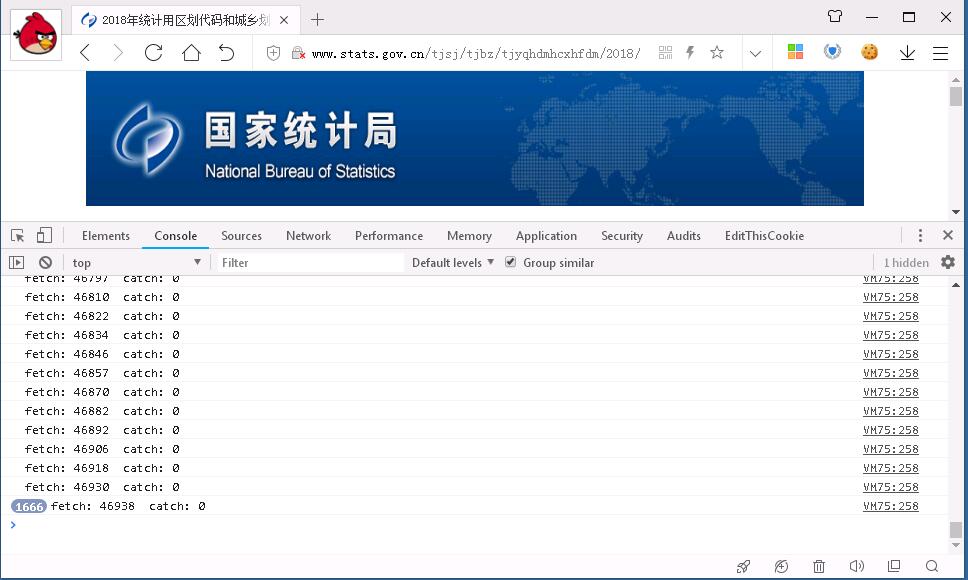 2018年统计用区划代码和城乡划
www.stats.gov.cn/tjsj/tjbz/tjyqhdmhcxhfdm/2018/
国家统计局
National Bureau of Statistics
Elements Console Sources Network Performance Memory Application Security Audits EditThisCookie
top Filter Default levels Group similar 1 hidden
fetch: 46797 catch: 0 VM75:258
fetch: 46810 catch: 0 VM75:258
fetch: 46822 catch: 0 VM75:258
fetch: 46834 catch: 0 VM75:258
fetch: 46846 catch: 0 VM75:258
fetch: 46857 catch: 0 VM75:258
fetch: 46870 catch: 0 VM75:258
fetch: 46882 catch: 0 VM75:258
fetch: 46892 catch: 0 VM75:258
fetch: 46906 catch: 0 VM75:258
fetch: 46918 catch: 0 VM75:258
fetch: 46930 catch: 0 VM75:258
1666 fetch: 46938 catch: 0 VM75:258